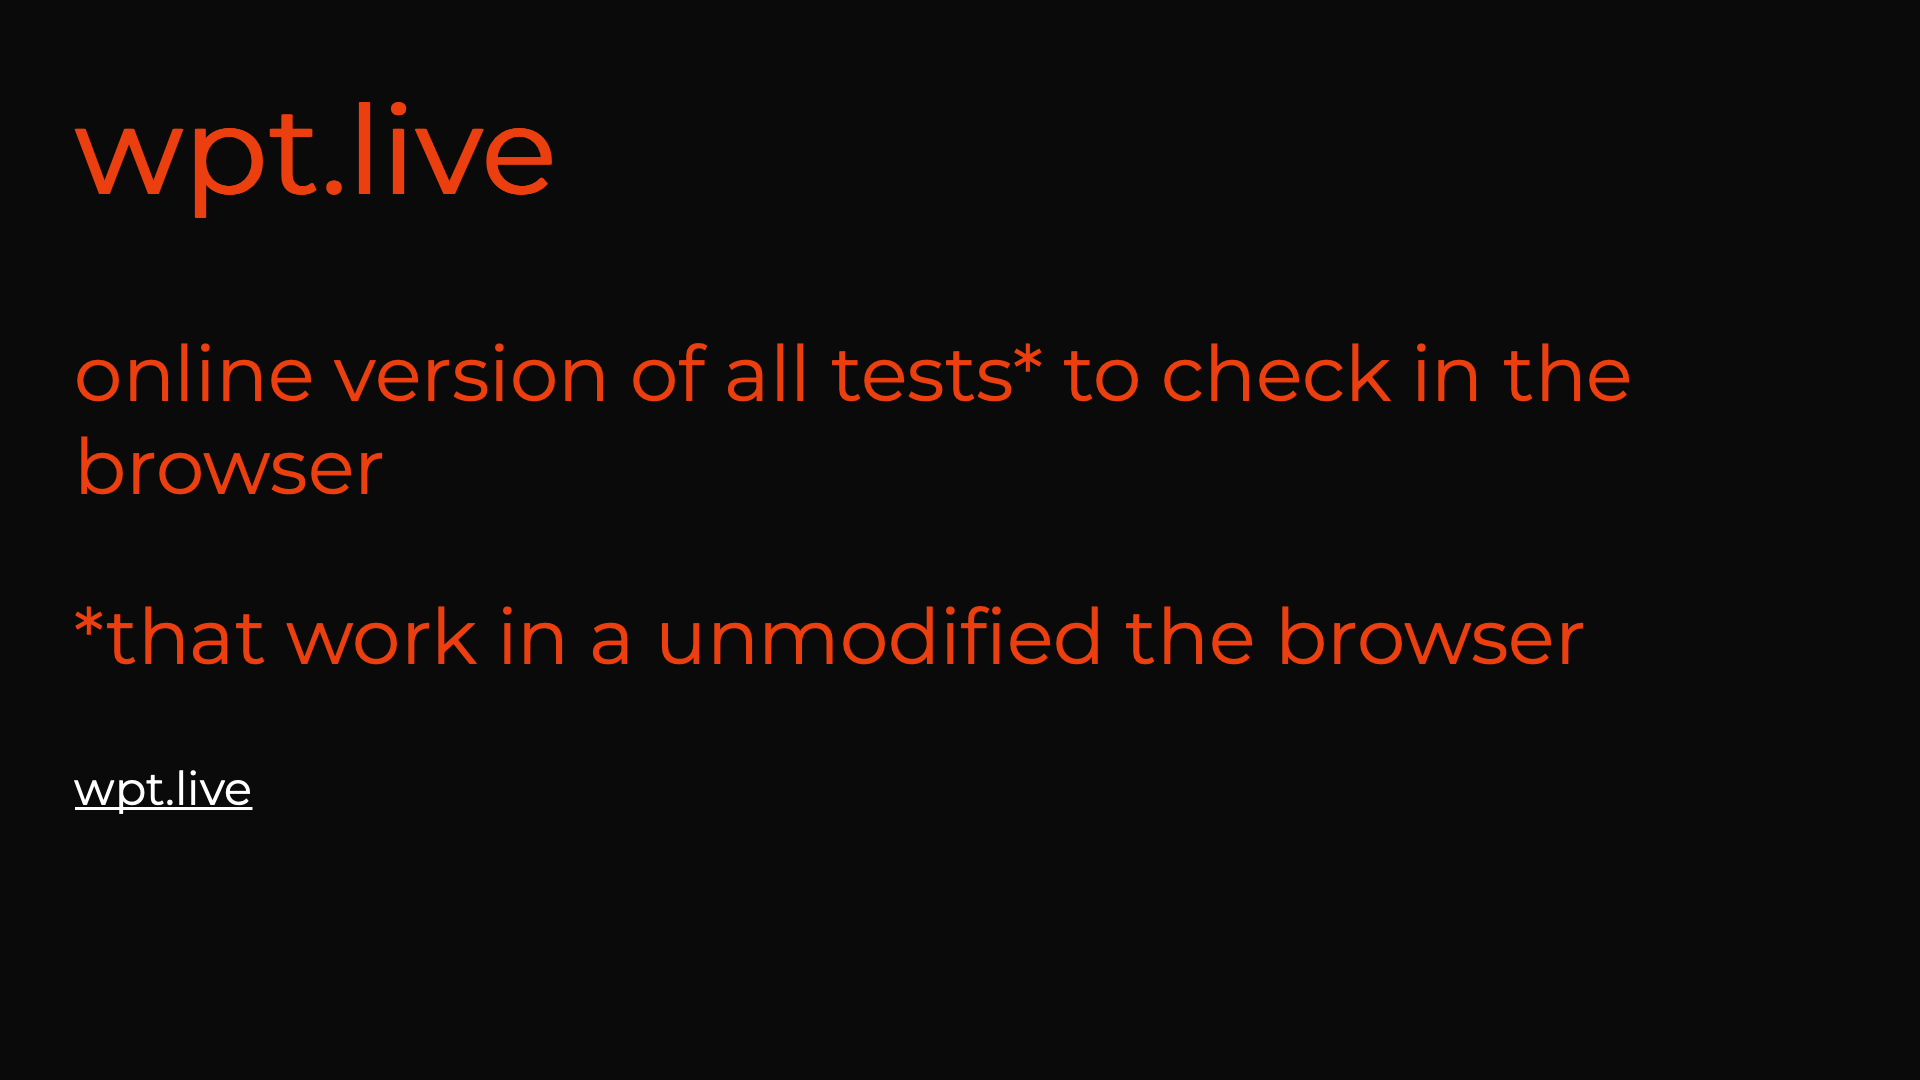 wpt.live
online version of all tests* to check in the
browser
*that work in a unmodified the browser
wpt.live